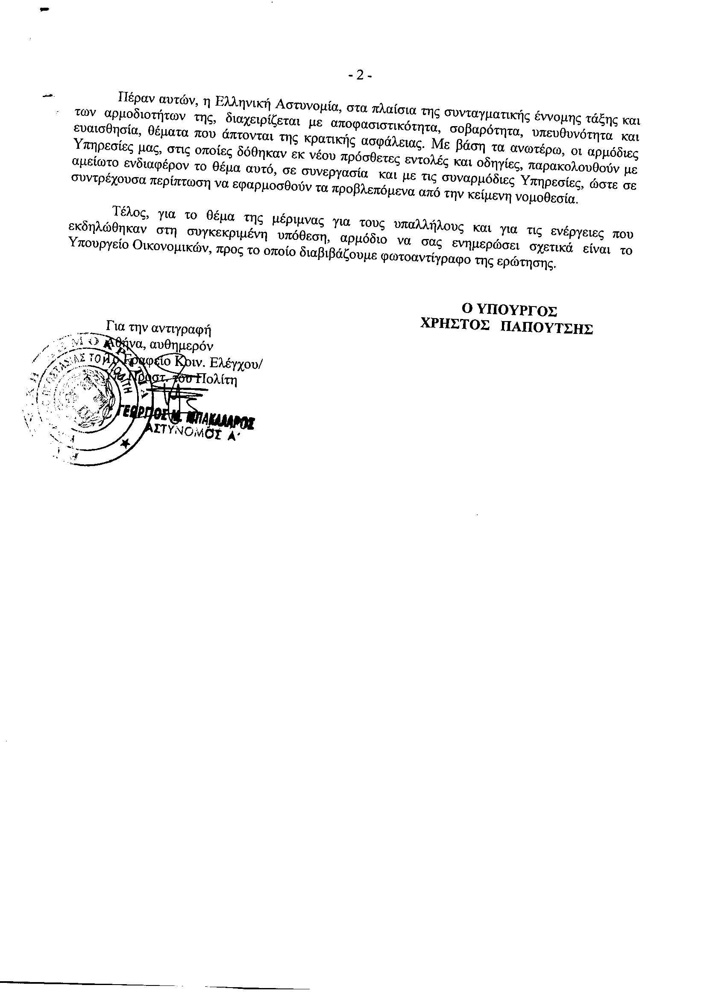 - 2 -
Πέραν αυτών, η Ελληνική Αστυνομία, στα πλαίσια της συνταγματικής έννομης τάξης και
των αρμοδιοτήτων της, διαχειρίζεται με αποφασιστικότητα, σοβαρότητα, υπευθυνότητα και
ευαισθησία, θέματα που άπτονται της κρατικής ασφάλειας. Με βάση τα ανωτέρω, οι αρμόδιες
Υπηρεσίες μας, στις οποίες δόθηκαν εκ νέου πρόσθετες εντολές και οδηγίες, παρακολουθούν με
αμείωτο ενδιαφέρον το θέμα αυτό, σε συνεργασία και με τις συναρμόδιες Υπηρεσίες, ώστε σε
συντρέχουσα περίπτωση να εφαρμοσθούν τα προβλεπόμενα από την κείμενη νομοθεσία.
Τέλος, για το θέμα της μέριμνας για τους υπαλλήλους και για τις ενέργειες που
εκδηλώθηκαν στη συγκεκριμένη υπόθεση, αρμόδιο να σας ενημερώσει σχετικά είναι το
Υπουργείο Οικονομικών, προς το οποίο διαβιβάζουμε φωτοαντίγραφο της ερώτησης.
Ο ΥΠΟΥΡΓΟΣ
ΧΡΗΣΤΟΣ ΠΑΠΟΥΤΣΗΣ
Για την αντιγραφή
Αθήνα, αυθημερόν
Το Γραφείο Κοιν. Ελέγχου/
Προστ. του Πολίτη
ΓΕΩΡΓΙΟΣ Μ. ΜΠΑΚΑΛΑΡΟΣ
ΑΣΤΥΝΟΜΟΣ Α΄